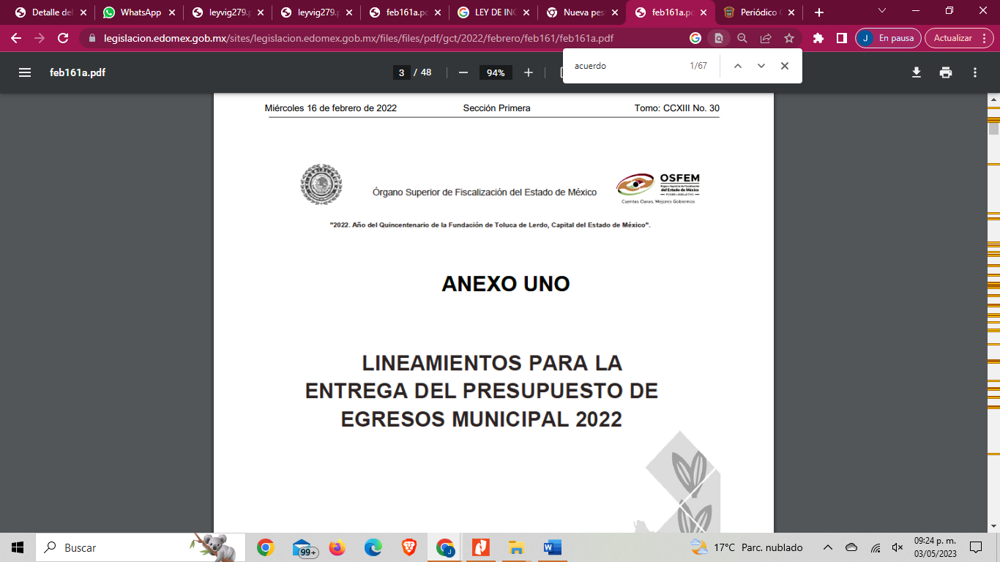 Detalle del
WhatsApp
leyvig279.p
leyvig279.p
feb161a.pd
LEY DE ING
Nueva pes
feb161a.pd
Periódico O
legislacion.edomex.gob.mx/sites/legislacion.edomex.gob.mx/files/files/pdf/gct/2022/febrero/feb161/feb161a.pdf
J En pausa
Actualizar
feb161a.pdf
3 / 48
94%
acuerdo
1/67
Miércoles 16 de febrero de 2022 Sección Primera Tomo: CCXIII No. 30
Órgano Superior de Fiscalización del Estado de México
OSFEM
Órgano Superior de Fiscalización
del Estado de México
PODER LEGISLATIVO
Cuentas Claras, Mejores Gobiernos
"2022. Año del Quincentenario de la Fundación de Toluca de Lerdo, Capital del Estado de México".
ANEXO UNO
LINEAMIENTOS PARA LA
ENTREGA DEL PRESUPUESTO DE
EGRESOS MUNICIPAL 2022
Buscar
99+
J
17°C Parc. nublado
09:24 p. m.
03/05/2023